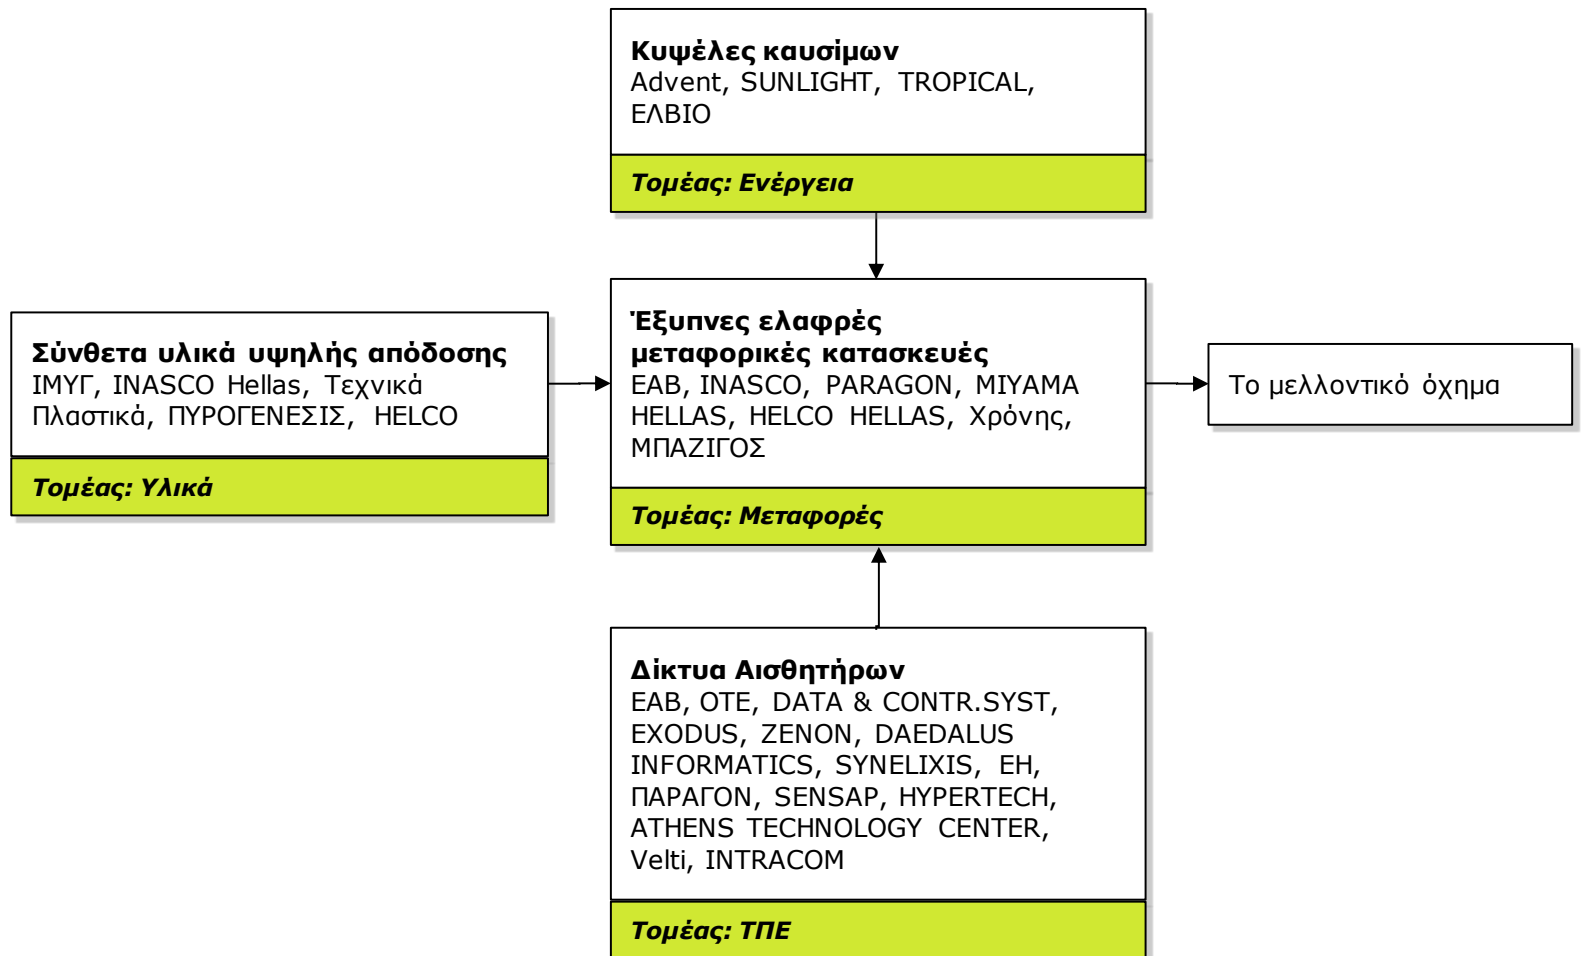 Κυψέλες καυσίμων
Advent, SUNLIGHT, TROPICAL,
ΕΛΒΙΟ
Τομέας: Ενέργεια
Σύνθετα υλικά υψηλής απόδοσης
ΙΜΥΓ, INASCO Hellas, Τεχνικά
Πλαστικά, ΠΥΡΟΓΕΝΕΣΙΣ, HELCO
Τομέας: Υλικά
Έξυπνες ελαφρές
μεταφορικές κατασκευές
ΕΑΒ, INASCO, PARAGON, MIYAMA
HELLAS, HELCO HELLAS, Χρόνης,
ΜΠΑΖΙΓΟΣ
Τομέας: Μεταφορές
Το μελλοντικό όχημα
Δίκτυα Αισθητήρων
ΕΑΒ, ΟΤΕ, DATA & CONTR.SYST,
EXODUS, ZENON, DAEDALUS
INFORMATICS, SYNELIXIS, ΕΗ,
ΠΑΡΑΓΟΝ, SENSAP, HYPERTECH,
ATHENS TECHNOLOGY CENTER,
Velti, INTRACOM
Τομέας: ΤΠΕ